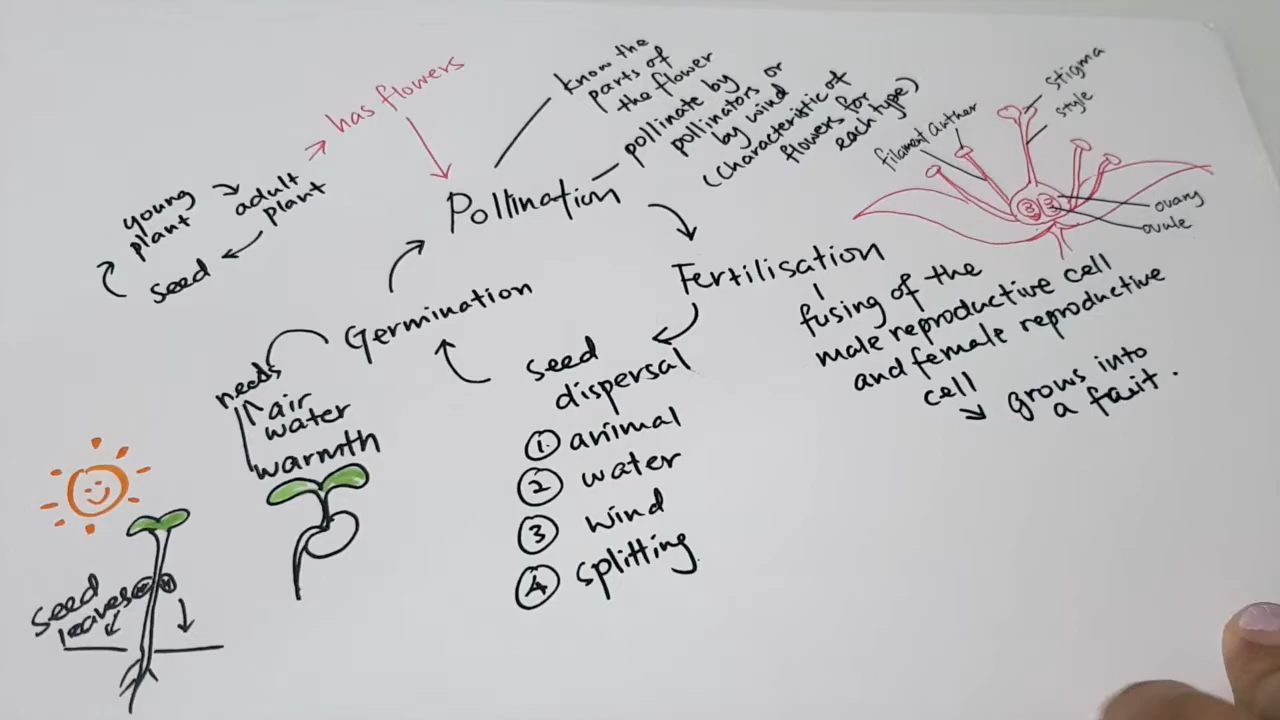 has flowers
know the
parts of
the flower
pollinate by
pollinators or
by wind
(characteristic of
flowers for
each type)
stigma
style
filament anther
ovary
ovule
young
plant
adult
plant
seed
Pollination
Fertilisation
fusing of the
male reproductive cell
and female reproductive
cell
grows into
a fruit.
Germination
needs
air
water
warmth
seed
dispersal
① animal
② water
③ wind
④ splitting
seed
leaves